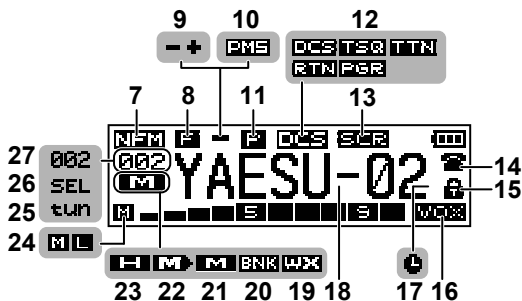 9 10 12
- + PMS DCS TSQ TTN
RTN PGR
7 8 11 13
NFM F - P DCS SCR
27 002 002 YAESU-02 14
26 SEL M 15
25 tun
24 M L M S 9 VOX
H M M BNK WX
23 22 21 20 19 18 17 16